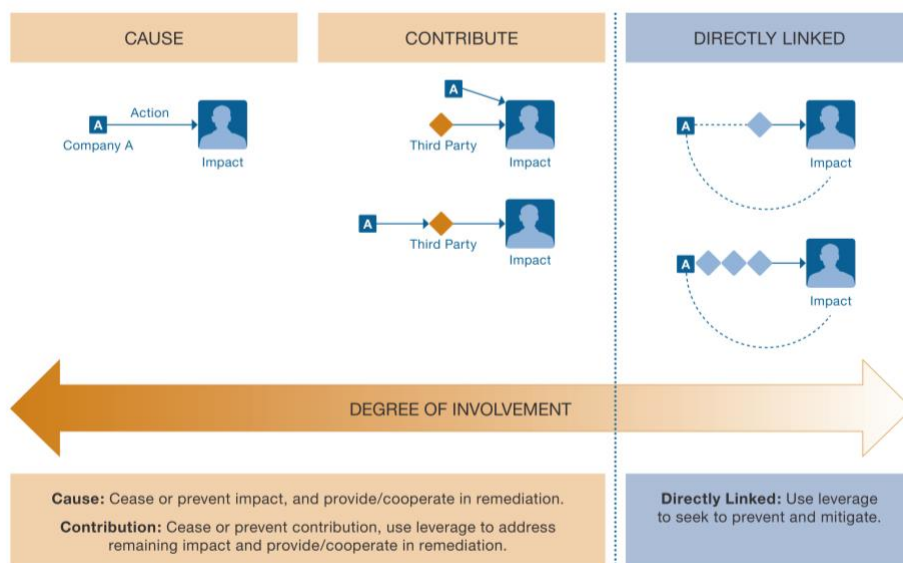 CAUSE
CONTRIBUTE
DIRECTLY LINKED
A
Action
Company A
Impact
A
Third Party
Impact
A
Third Party
Impact
A
Impact
A
Impact
DEGREE OF INVOLVEMENT
Cause: Cease or prevent impact, and provide/cooperate in remediation.
Contribution: Cease or prevent contribution, use leverage to address
remaining impact and provide/cooperate in remediation.
Directly Linked: Use leverage
to seek to prevent and mitigate.